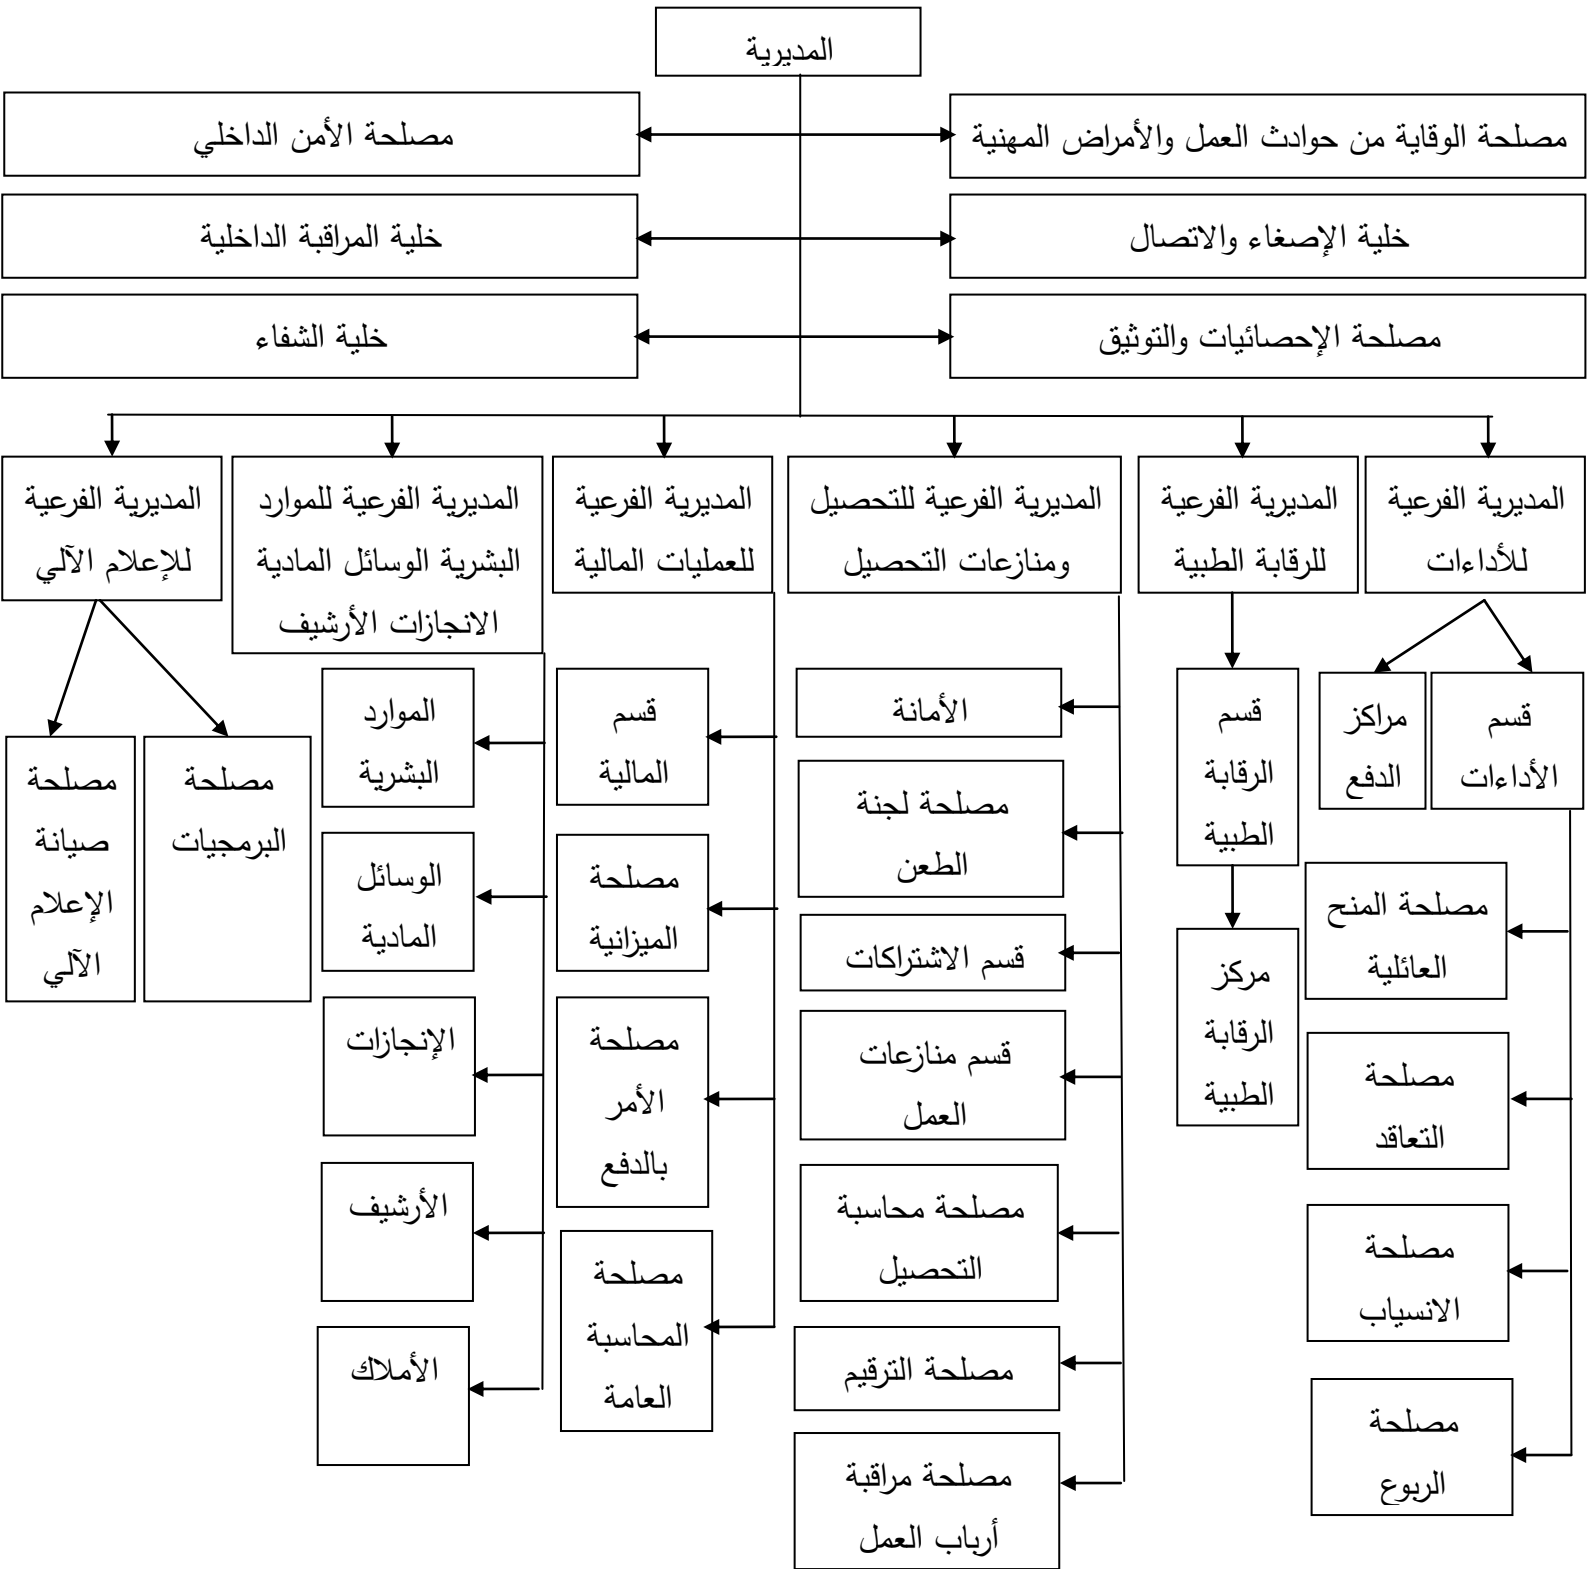 المديرية
مصلحة الوقاية من حوادث العمل والأمراض المهنية
مصلحة الأمن الداخلي
خلية الإصغاء والاتصال
خلية المراقبة الداخلية
مصلحة الإحصائيات والتوثيق
خلية الشفاء
المديرية الفرعية
للأداءات
المديرية الفرعية
للرقابة الطبية
المديرية الفرعية للتحصيل
ومنازعات التحصيل
المديرية الفرعية
للعمليات المالية
المديرية الفرعية للموارد
البشرية الوسائل المادية
الانجازات الأرشيف
المديرية الفرعية
للإعلام الآلي
قسم
الأداءات
مراكز
الدفع
مصلحة المنح
العائلية
مصلحة
التعاقد
مصلحة
الانسياب
مصلحة
الريوع
قسم
الرقابة
الطبية
مركز
الرقابة
الطبية
الأمانة
مصلحة لجنة
الطعن
قسم الاشتراكات
قسم منازعات
العمل
مصلحة محاسبة
التحصيل
مصلحة الترقيم
مصلحة مراقبة
أرباب العمل
قسم
المالية
مصلحة
الميزانية
مصلحة
الأمر
بالدفع
مصلحة
المحاسبة
العامة
الموارد
البشرية
الوسائل
المادية
الإنجازات
الأرشيف
الأملاك
مصلحة
البرمجيات
مصلحة
صيانة
الإعلام
الآلي